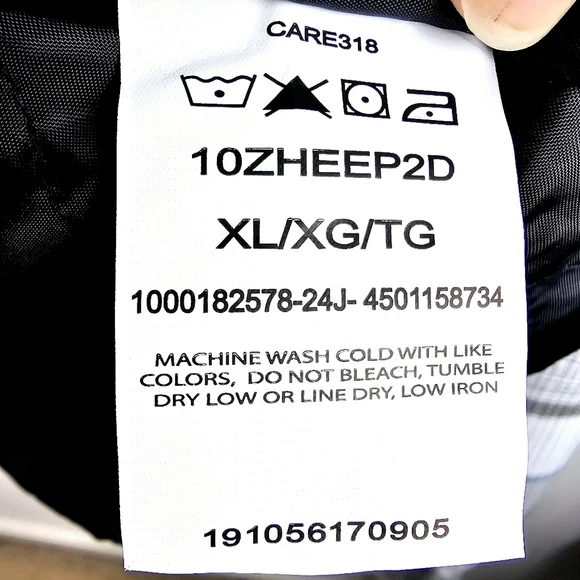 CARE318
10ZHEEP2D
XL/XG/TG
1000182578-24J- 4501158734
MACHINE WASH COLD WITH LIKE
COLORS, DO NOT BLEACH, TUMBLE
DRY LOW OR LINE DRY, LOW IRON
191056170905